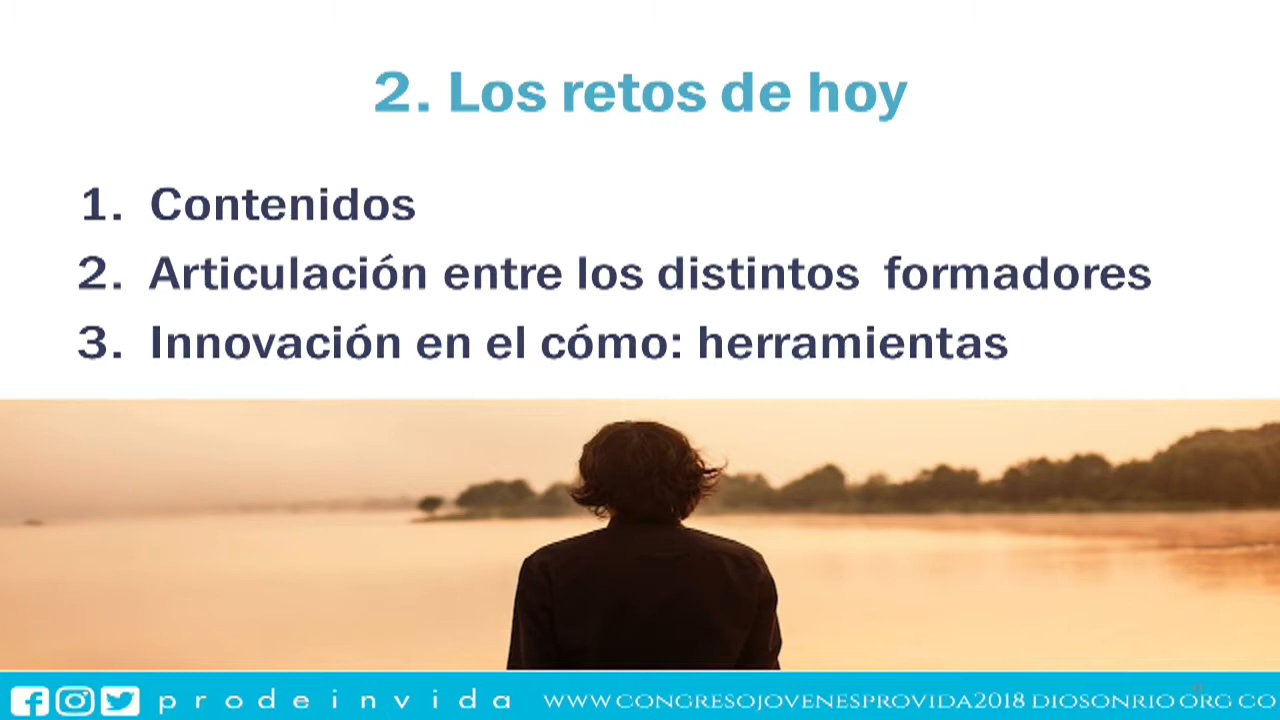 2. Los retos de hoy
1. Contenidos
2. Articulación entre los distintos formadores
3. Innovación en el cómo: herramientas
prodeinvida WWW.CONGRESOJOVENESPROVIDA2018 DIOSONRIO ORG CO